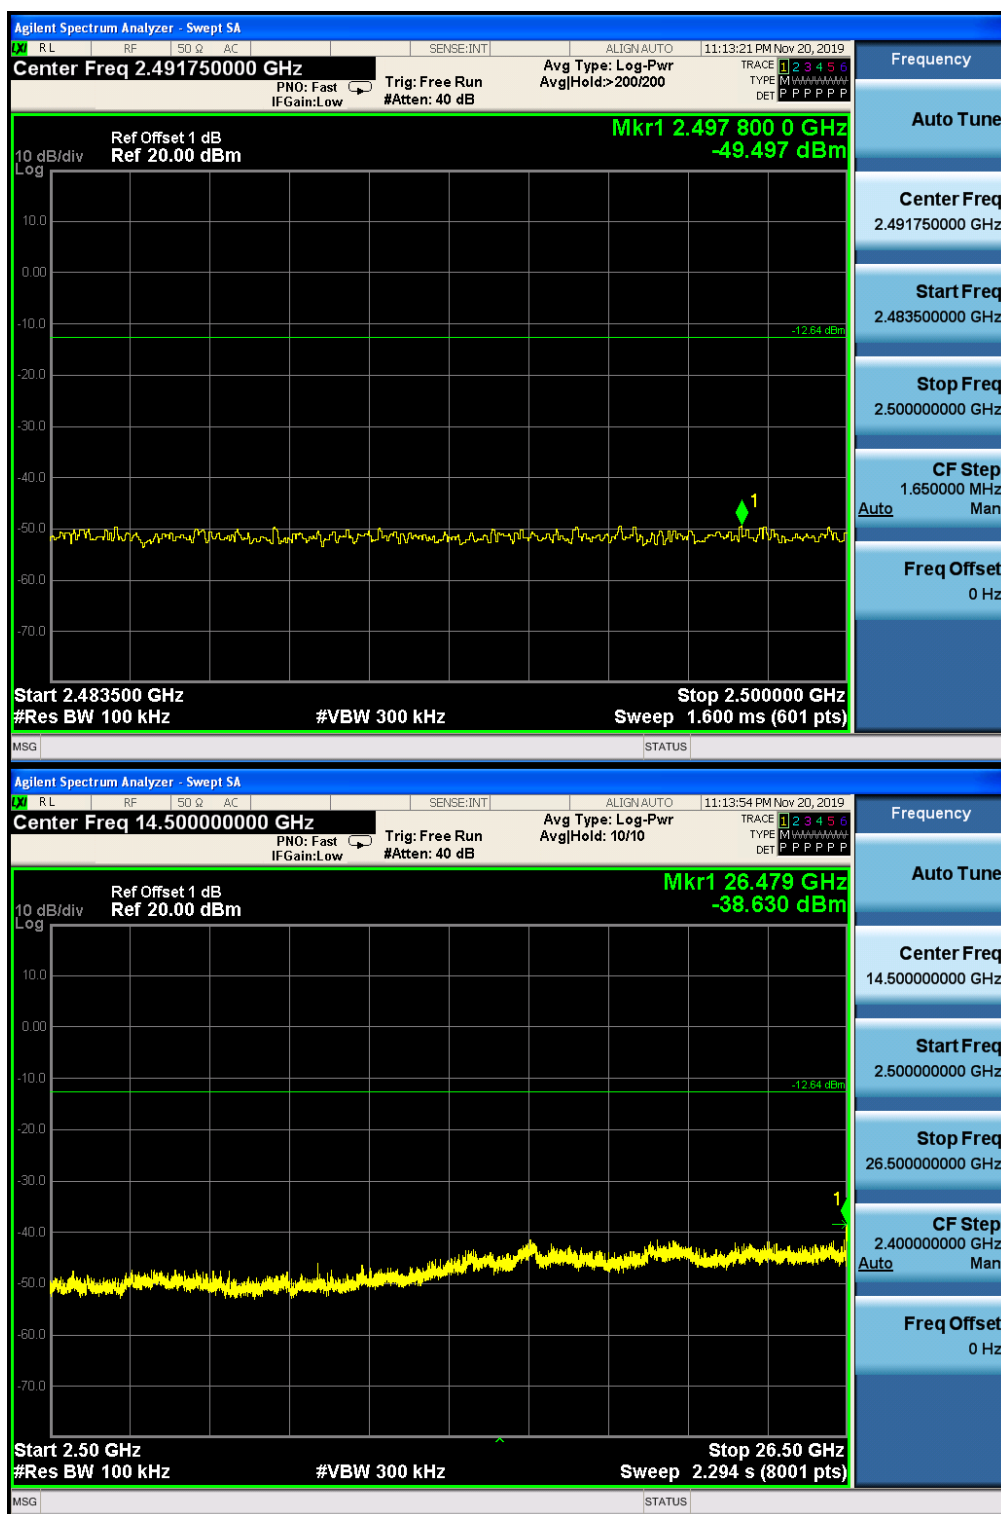 Agilent Spectrum Analyzer - Swept SA
LXI RL RF 50 Ω AC SENSE:INT ALIGN AUTO 11:13:21 PM Nov 20, 2019
Center Freq 2.491750000 GHz
PNO: Fast
IFGain:Low
Trig: Free Run
#Atten: 40 dB
Avg Type: Log-Pwr
Avg|Hold:>200/200
TRACE 1 2 3 4 5 6
TYPE M WWWWW
DET P P P P P P
Mkr1 2.497 800 0 GHz
-49.497 dBm
Ref Offset 1 dB
10 dB/div Ref 20.00 dBm
Log
10.0
0.00
-10.0
-12.64 dBm
-20.0
-30.0
-40.0
1
-50.0
-60.0
-70.0
Start 2.483500 GHz Stop 2.500000 GHz
#Res BW 100 kHz #VBW 300 kHz Sweep 1.600 ms (601 pts)
MSG STATUS
Frequency
Auto Tune
Center Freq
2.491750000 GHz
Start Freq
2.483500000 GHz
Stop Freq
2.500000000 GHz
CF Step
1.650000 MHz
Auto Man
Freq Offset
0 Hz
Agilent Spectrum Analyzer - Swept SA
LXI RL RF 50 Ω AC SENSE:INT ALIGN AUTO 11:13:54 PM Nov 20, 2019
Center Freq 14.500000000 GHz
PNO: Fast
IFGain:Low
Trig: Free Run
#Atten: 40 dB
Avg Type: Log-Pwr
Avg|Hold: 10/10
TRACE 1 2 3 4 5 6
TYPE M WWWWW
DET P P P P P P
Mkr1 26.479 GHz
-38.630 dBm
Ref Offset 1 dB
10 dB/div Ref 20.00 dBm
Log
10.0
0.00
-10.0
-12.64 dBm
-20.0
-30.0
1
-40.0
-50.0
-60.0
-70.0
Start 2.50 GHz Stop 26.50 GHz
#Res BW 100 kHz #VBW 300 kHz Sweep 2.294 s (8001 pts)
MSG STATUS
Frequency
Auto Tune
Center Freq
14.500000000 GHz
Start Freq
2.500000000 GHz
Stop Freq
26.500000000 GHz
CF Step
2.400000000 GHz
Auto Man
Freq Offset
0 Hz